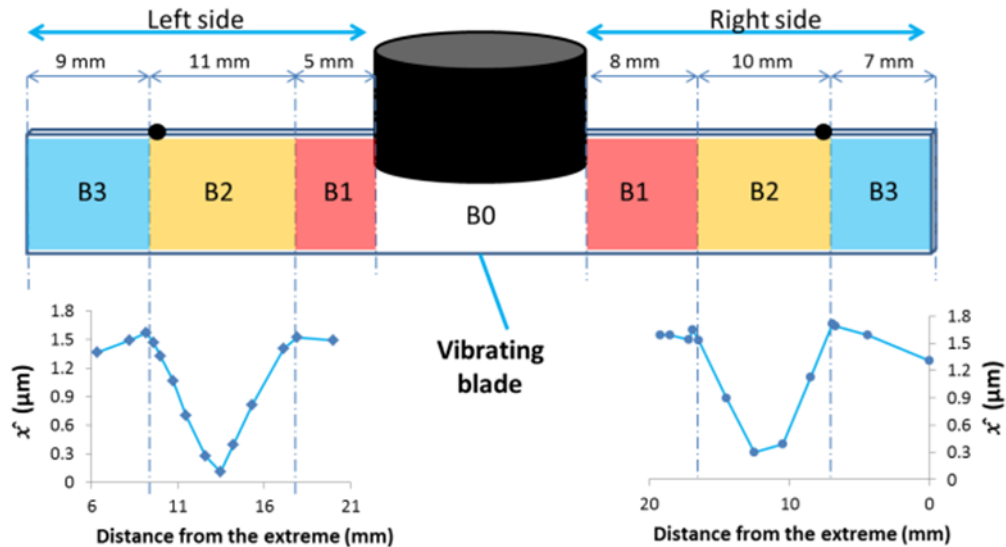 Left side
Right side
9 mm 11 mm 5 mm 8 mm 10 mm 7 mm
B3 B2 B1 B0 B1 B2 B3
Vibrating
blade
1.8
1.5
1.2
0.9
0.6
0.3
0
x̂ (μm)
6 11 16 21
Distance from the extreme (mm)
1.8
1.5
1.2
0.9
0.6
0.3
0
x̂ (μm)
20 10 0
Distance from the extreme (mm)